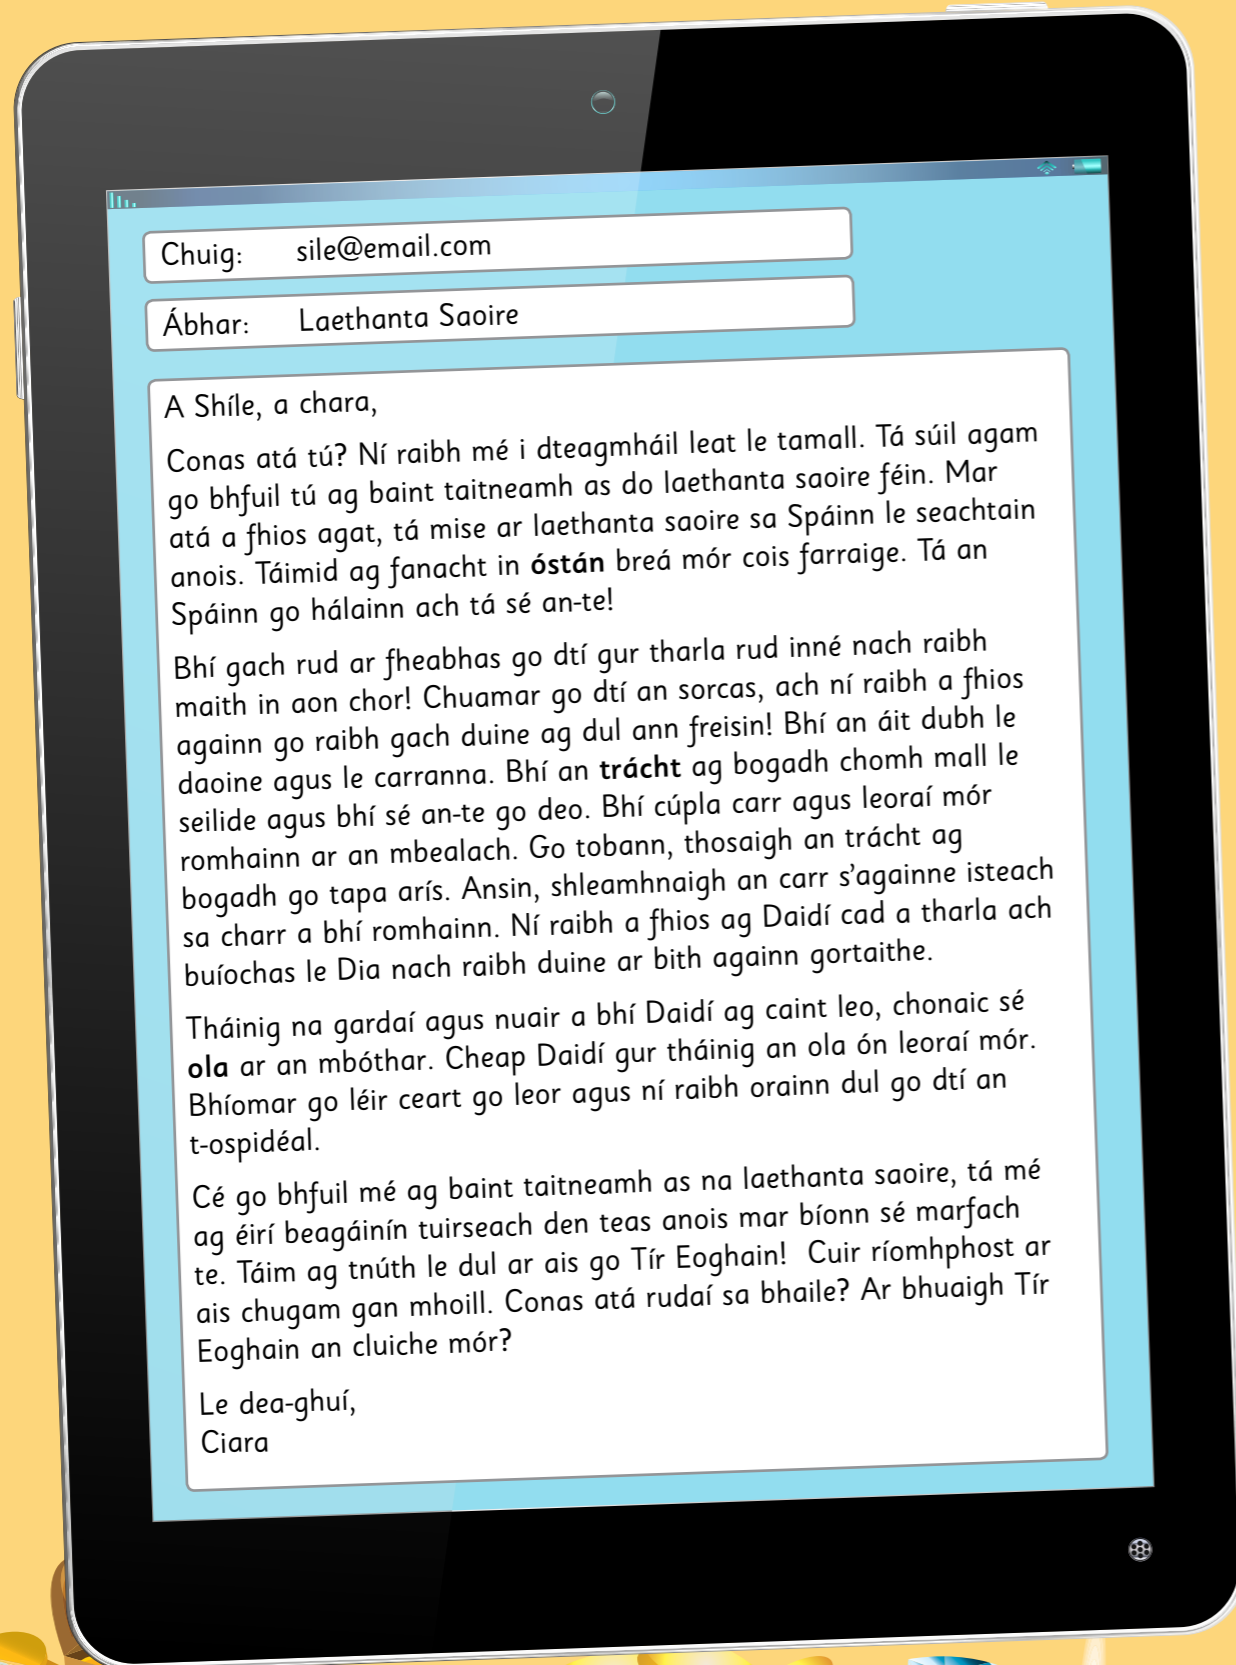 Chuig: sile@email.com
Ábhar: Laethanta Saoire
A Shíle, a chara,
Conas atá tú? Ní raibh mé i dteagmháil leat le tamall. Tá súil agam
go bhfuil tú ag baint taitneamh as do laethanta saoire féin. Mar
atá a fhios agat, tá mise ar laethanta saoire sa Spáinn le seachtain
anois. Táimid ag fanacht in óstán breá mór cois farraige. Tá an
Spáinn go hálainn ach tá sé an-te!
Bhí gach rud ar fheabhas go dtí gur tharla rud inné nach raibh
maith in aon chor! Chuamar go dtí an sorcas, ach ní raibh a fhios
againn go raibh gach duine ag dul ann freisin! Bhí an áit dubh le
daoine agus le carranna. Bhí an trácht ag bogadh chomh mall le
seilide agus bhí sé an-te go deo. Bhí cúpla carr agus leoraí mór
romhainn ar an mbealach. Go tobann, thosaigh an trácht ag
bogadh go tapa arís. Ansin, shleamhnaigh an carr s’againne isteach
sa charr a bhí romhainn. Ní raibh a fhios ag Daidí cad a tharla ach
buíochas le Dia nach raibh duine ar bith againn gortaithe.
Tháinig na gardaí agus nuair a bhí Daidí ag caint leo, chonaic sé
ola ar an mbóthar. Cheap Daidí gur tháinig an ola ón leoraí mór.
Bhíomar go léir ceart go leor agus ní raibh orainn dul go dtí an
t-ospidéal.
Cé go bhfuil mé ag baint taitneamh as na laethanta saoire, tá mé
ag éirí beagáinín tuirseach den teas anois mar bíonn sé marfach
te. Táim ag tnúth le dul ar ais go Tír Eoghain! Cuir ríomhphost ar
ais chugam gan mhoill. Conas atá rudaí sa bhaile? Ar bhuaigh Tír
Eoghain an cluiche mór?
Le dea-ghuí,
Ciara